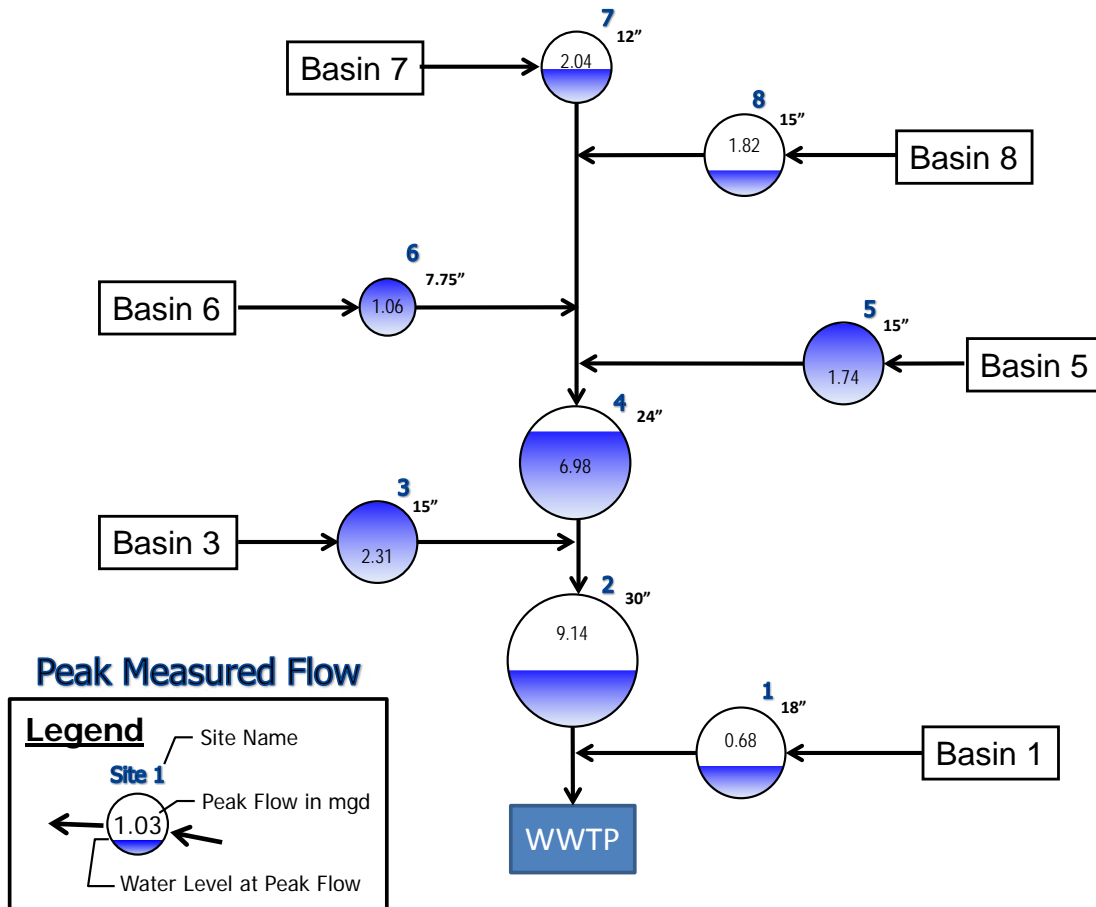 7
12”
Basin 7
2.04
8
15”
1.82
Basin 8
6
7.75”
Basin 6
1.06
5
15”
1.74
Basin 5
4
24”
6.98
3
15”
Basin 3
2.31
2
30”
9.14
1
18”
0.68
Basin 1
WWTP
Peak Measured Flow
Legend
Site Name
Site 1
Peak Flow in mgd
1.03
Water Level at Peak Flow